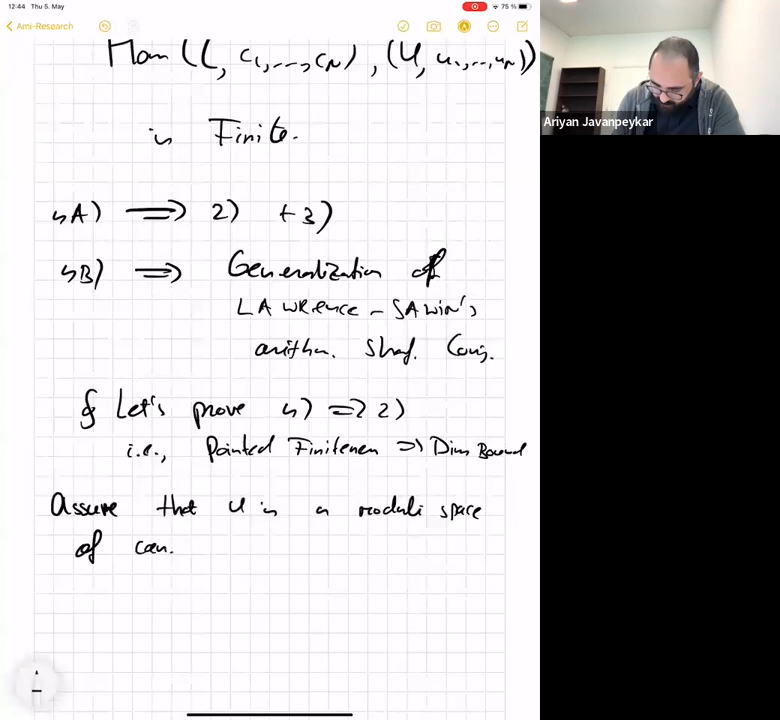 12:44 Thu 5. May
75 %
Ami-Research
Hom ((C, c1,...,cN), (U, u1,...,uN))
is Finite.
4A) ⟹ 2) +3)
4B) ⟹ Generalization of
LAWRENCE - SAWIN's
arithm. Shaf. Conj.
§ Let's prove 4) ⟹ 2)
i.e., Pointed Finiteness ⟹ Dim Bound
Assume that U is a moduli space
of can.
Ariyan Javanpeykar